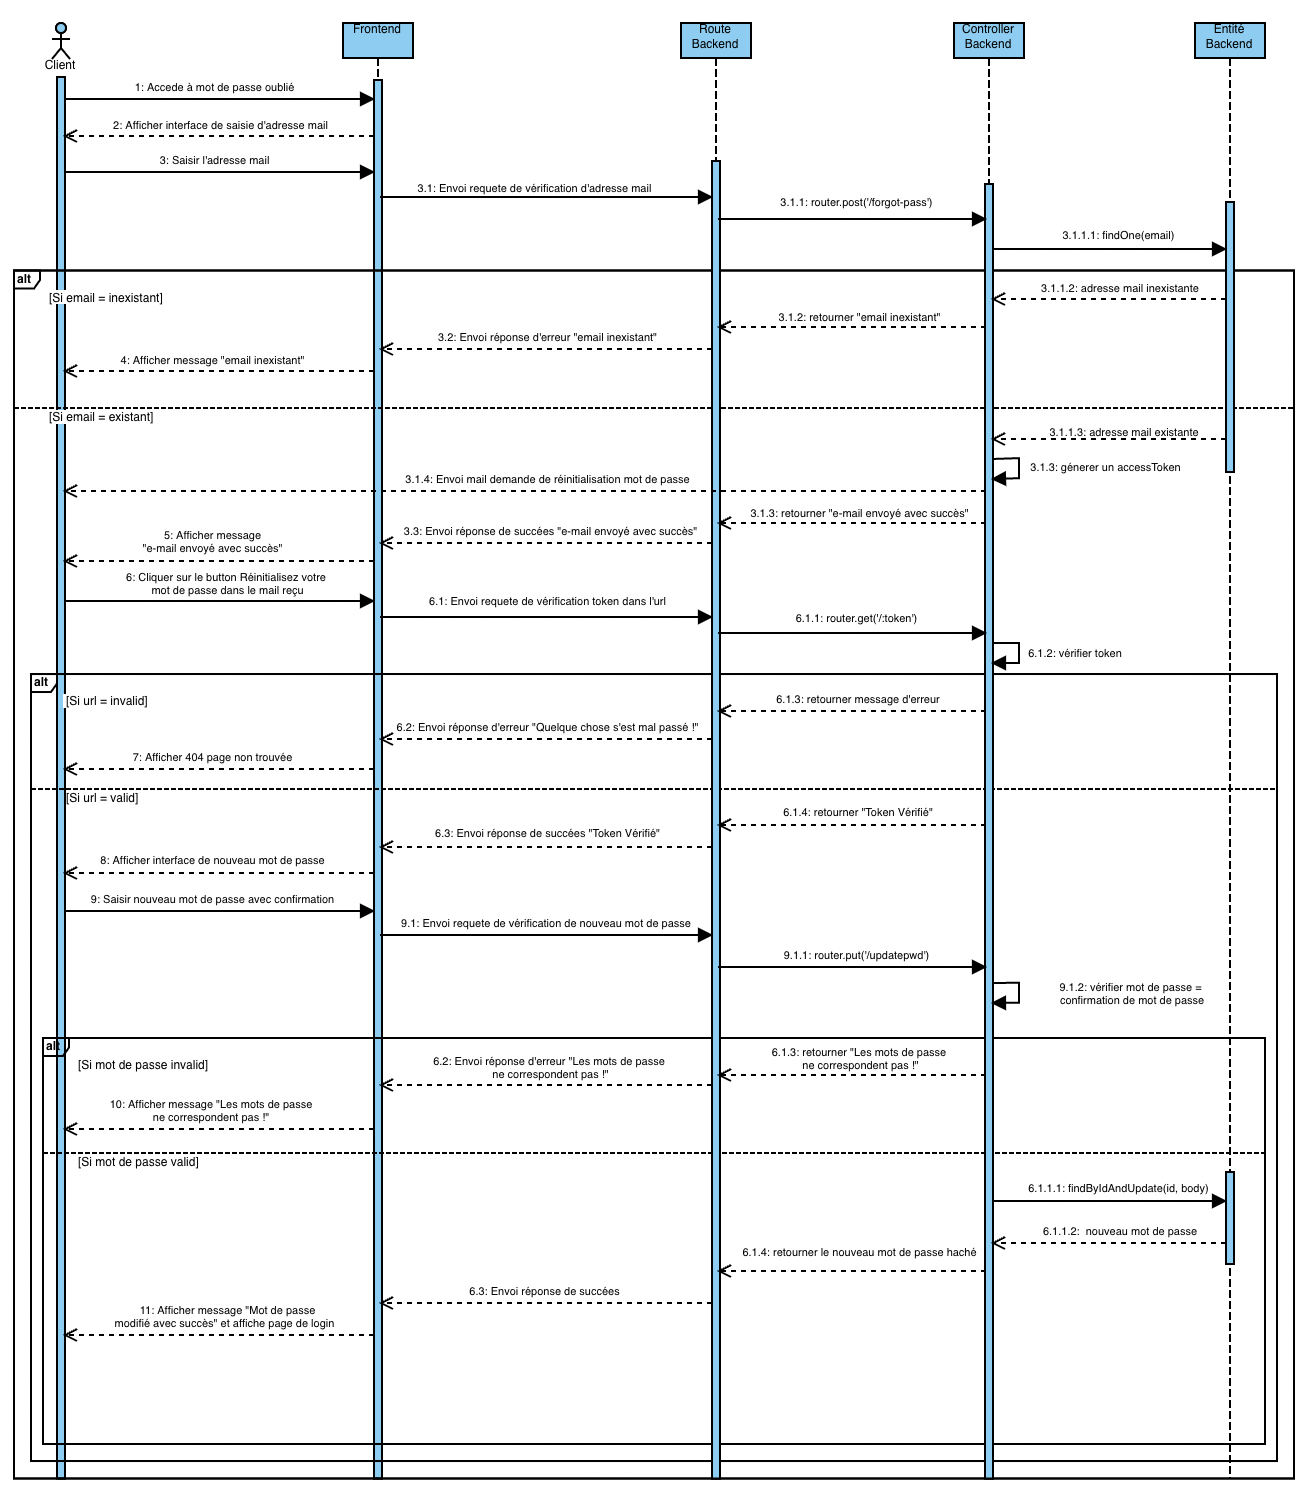 Client
Frontend
Route
Backend
Controller
Backend
Entité
Backend
1: Accede à mot de passe oublié
2: Afficher interface de saisie d'adresse mail
3: Saisir l'adresse mail
3.1: Envoi requete de vérification d'adresse mail
3.1.1: router.post('/forgot-pass')
3.1.1.1: findOne(email)
alt
[Si email = inexistant]
3.1.1.2: adresse mail inexistante
3.1.2: retourner "email inexistant"
3.2: Envoi réponse d'erreur "email inexistant"
4: Afficher message "email inexistant"
[Si email = existant]
3.1.1.3: adresse mail existante
3.1.3: génerer un accessToken
3.1.4: Envoi mail demande de réinitialisation mot de passe
3.1.3: retourner "e-mail envoyé avec succès"
3.3: Envoi réponse de succées "e-mail envoyé avec succès"
5: Afficher message
"e-mail envoyé avec succès"
6: Cliquer sur le button Réinitialisez votre
mot de passe dans le mail reçu
6.1: Envoi requete de vérification token dans l'url
6.1.1: router.get('/:token')
6.1.2: vérifier token
alt
[Si url = invalid]
6.1.3: retourner message d'erreur
6.2: Envoi réponse d'erreur "Quelque chose s'est mal passé !"
7: Afficher 404 page non trouvée
[Si url = valid]
6.1.4: retourner "Token Vérifié"
6.3: Envoi réponse de succées "Token Vérifié"
8: Afficher interface de nouveau mot de passe
9: Saisir nouveau mot de passe avec confirmation
9.1: Envoi requete de vérification de nouveau mot de passe
9.1.1: router.put('/updatepwd')
9.1.2: vérifier mot de passe =
confirmation de mot de passe
alt
[Si mot de passe invalid]
6.1.3: retourner "Les mots de passe
ne correspondent pas !"
6.2: Envoi réponse d'erreur "Les mots de passe
ne correspondent pas !"
10: Afficher message "Les mots de passe
ne correspondent pas !"
[Si mot de passe valid]
6.1.1.1: findByIdAndUpdate(id, body)
6.1.1.2:  nouveau mot de passe
6.1.4: retourner le nouveau mot de passe haché
6.3: Envoi réponse de succées
11: Afficher message "Mot de passe
modifié avec succès" et affiche page de login